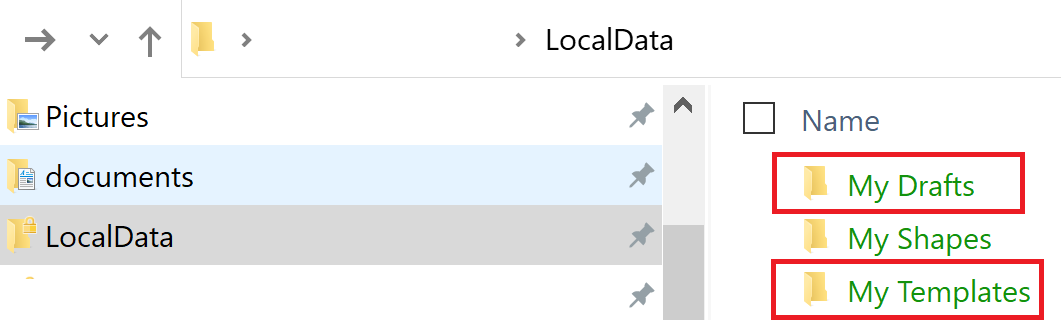 LocalData
Pictures
documents
LocalData
Name
My Drafts
My Shapes
My Templates